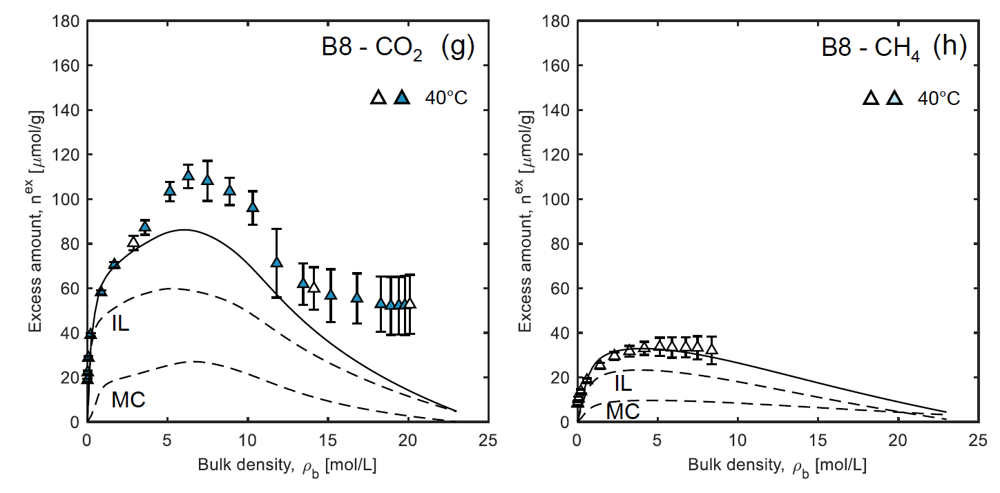 B8 - CO2 (g)
40°C
IL
MC
180
160
140
120
100
80
60
40
20
0
0 5 10 15 20 25
Excess amount, n^ex [μmol/g]
Bulk density, ρb [mol/L]
B8 - CH4 (h)
40°C
IL
MC
180
160
140
120
100
80
60
40
20
0
0 5 10 15 20 25
Excess amount, n^ex [μmol/g]
Bulk density, ρb [mol/L]